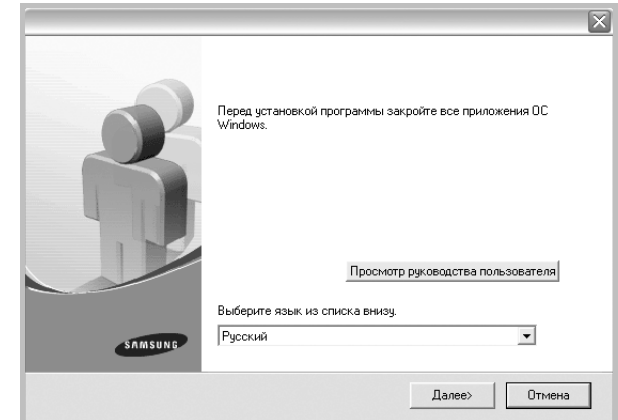 Перед установкой программы закройте все приложения ОС
Windows.
Просмотр руководства пользователя
Выберите язык из списка внизу.
Русский
SAMSUNG
Далее>
Отмена